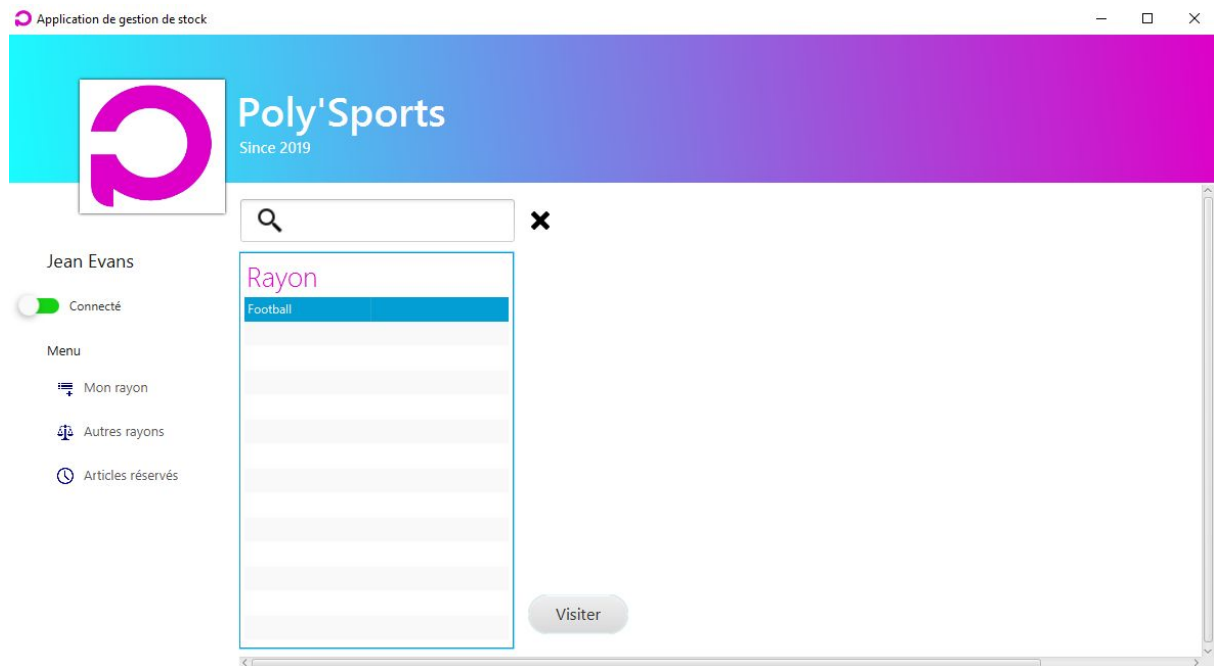 Application de gestion de stock
Poly'Sports
Since 2019
Jean Evans
Connecté
Menu
Mon rayon
Autres rayons
Articles réservés
Rayon
Football
Visiter